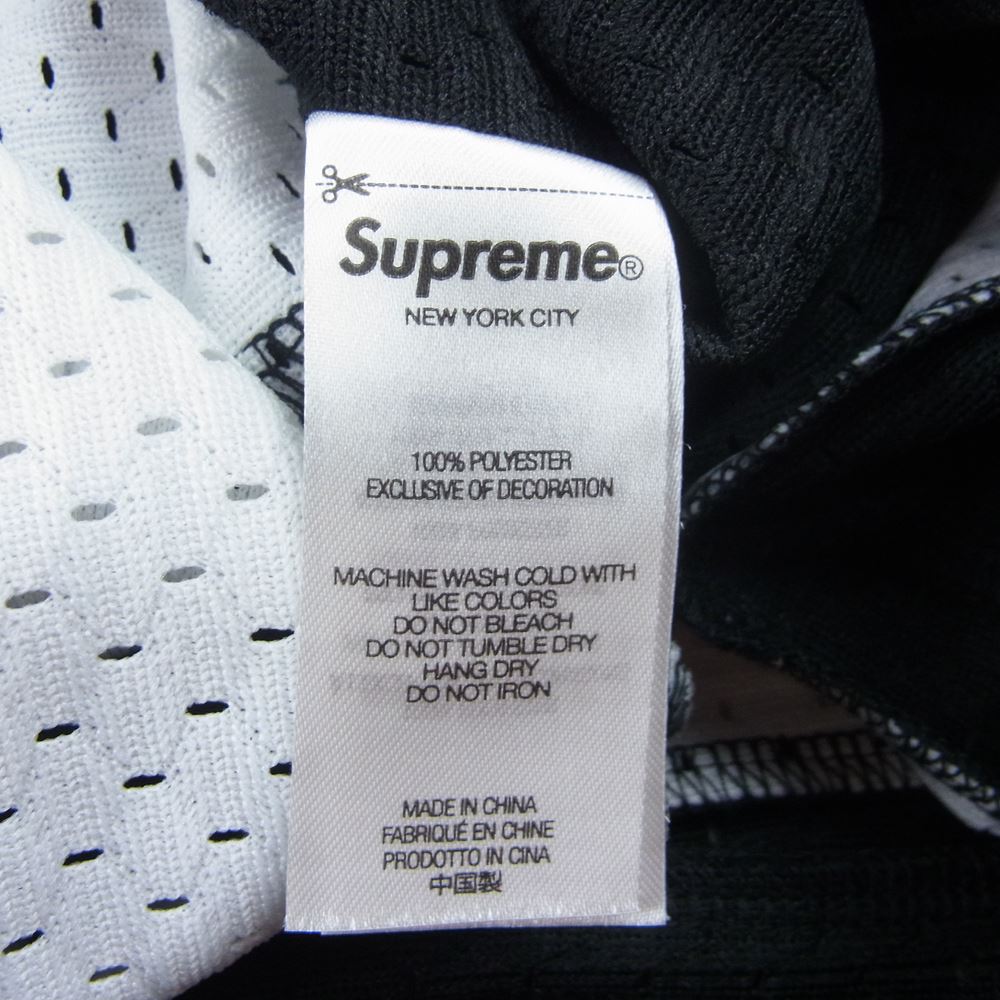 Supreme®
NEW YORK CITY
100% POLYESTER
EXCLUSIVE OF DECORATION
MACHINE WASH COLD WITH
LIKE COLORS
DO NOT BLEACH
DO NOT TUMBLE DRY
HANG DRY
DO NOT IRON
MADE IN CHINA
FABRIQUÉ EN CHINE
PRODOTTO IN CINA
中国製